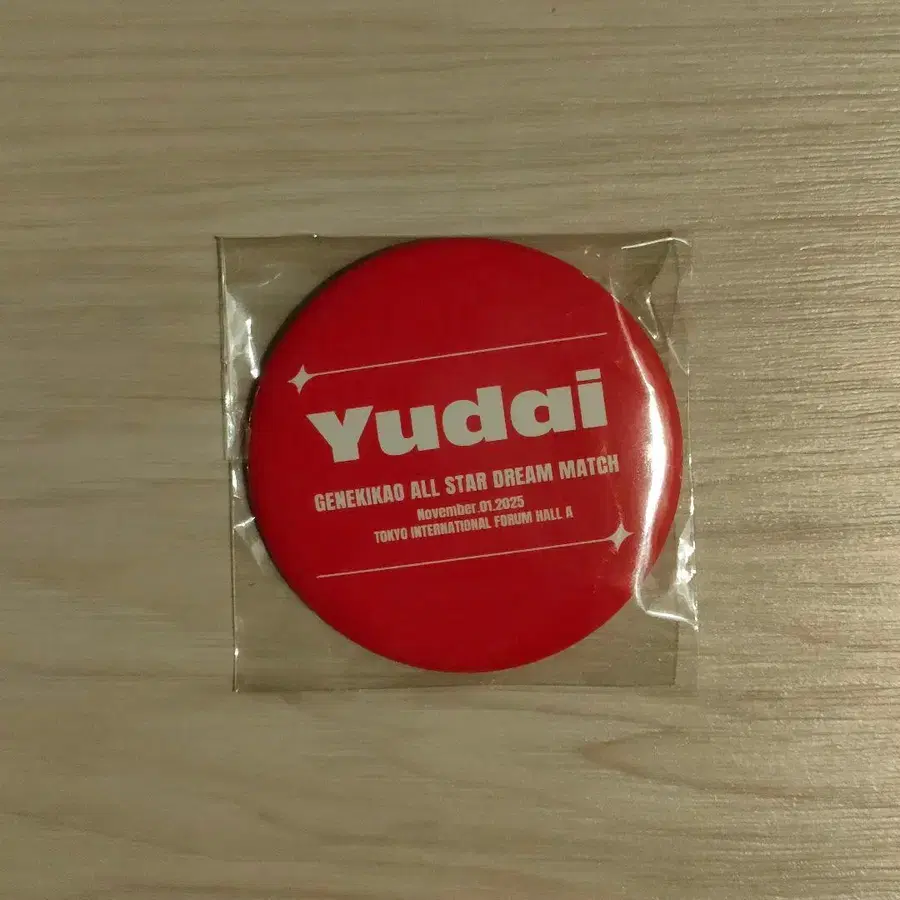 Yudai
GENEKIKAO ALL STAR DREAM MATCH
November.01.2025
TOKYO INTERNATIONAL FORUM HALL A